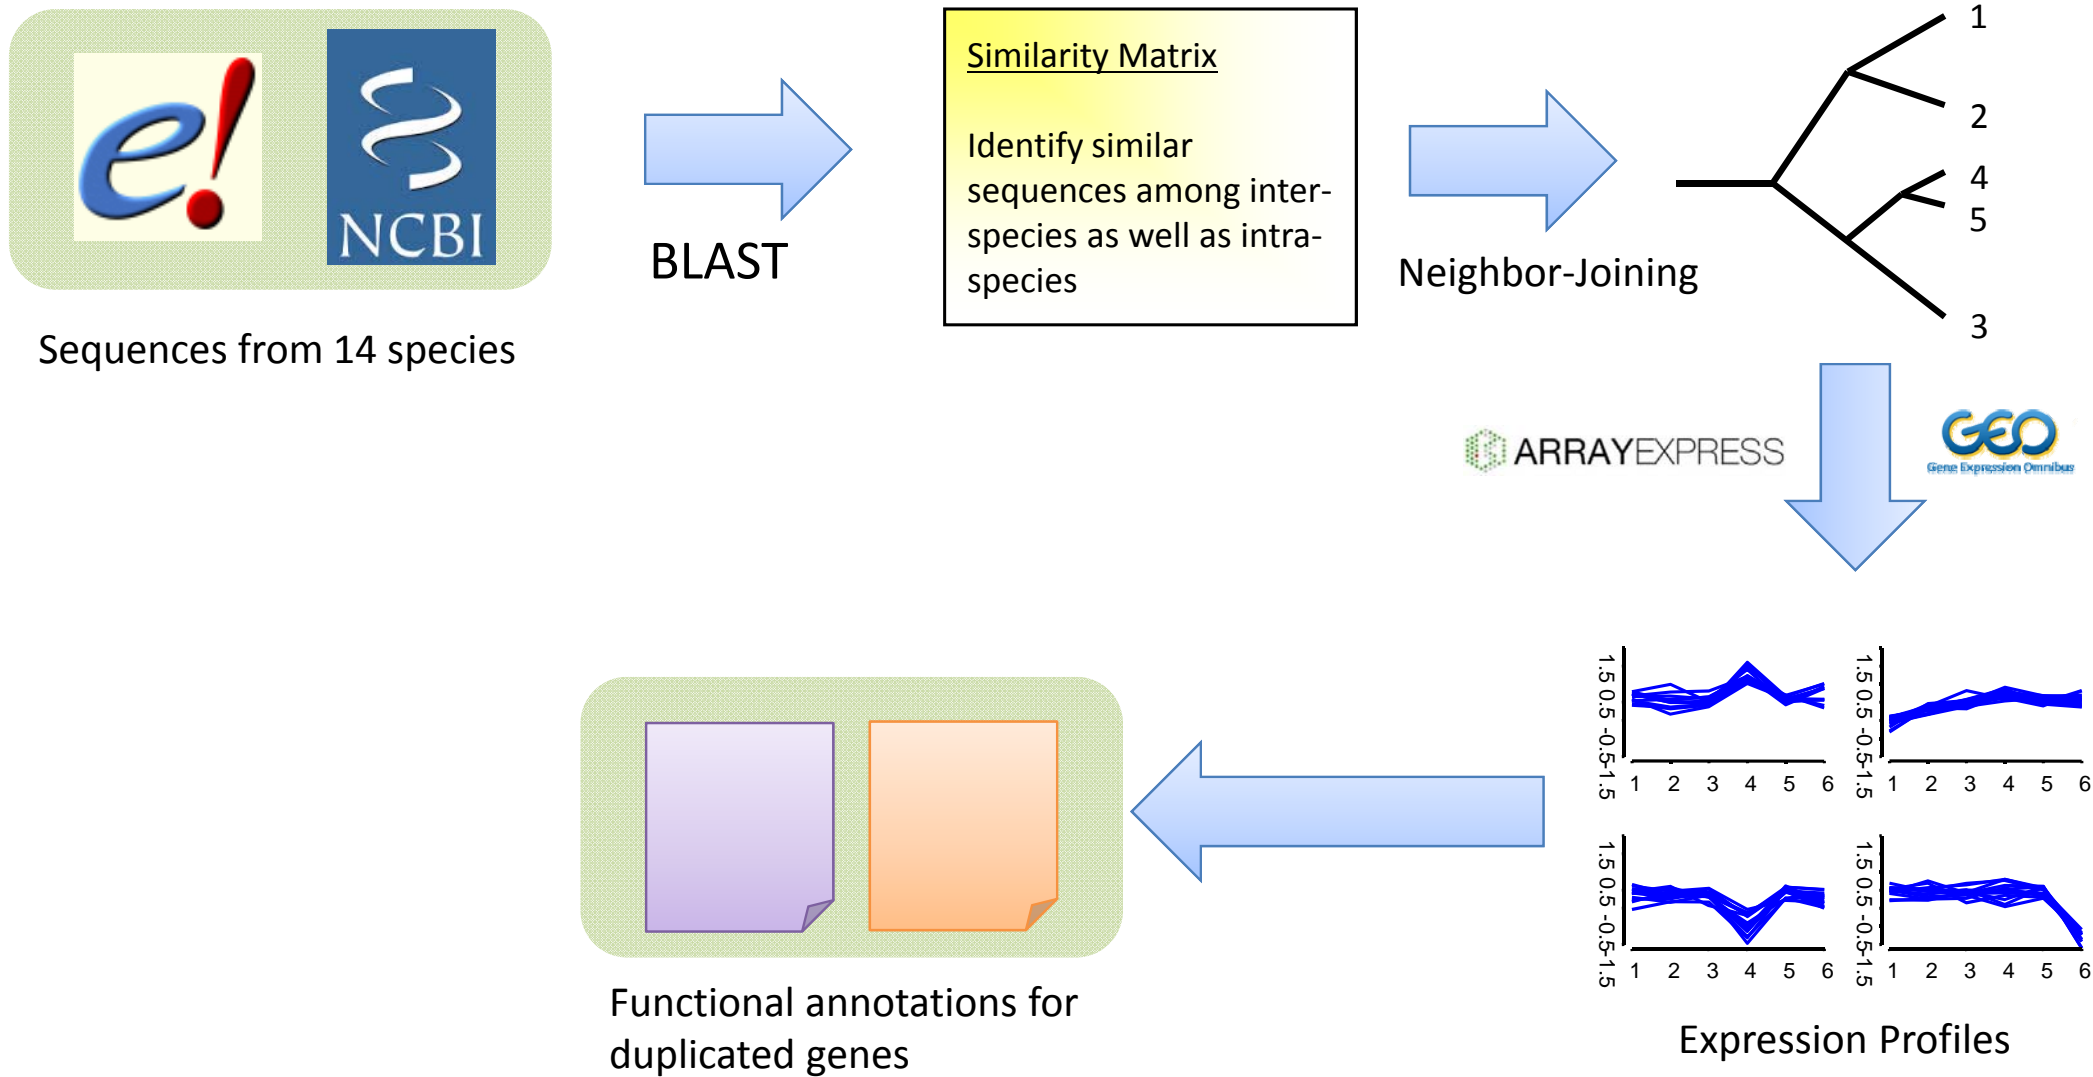 e!
NCBI
Sequences from 14 species
BLAST
Similarity Matrix
Identify similar
sequences among inter-
species as well as intra-
species
Neighbor-Joining
1
2
4
5
3
ARRAYEXPRESS
GEO
Gene Expression Omnibus
1.5 0.5 -0.5 -1.5
1 2 3 4 5 6
1.5 0.5 -0.5 -1.5
1 2 3 4 5 6
1.5 0.5 -0.5 -1.5
1 2 3 4 5 6
1.5 0.5 -0.5 -1.5
1 2 3 4 5 6
Expression Profiles
Functional annotations for
duplicated genes